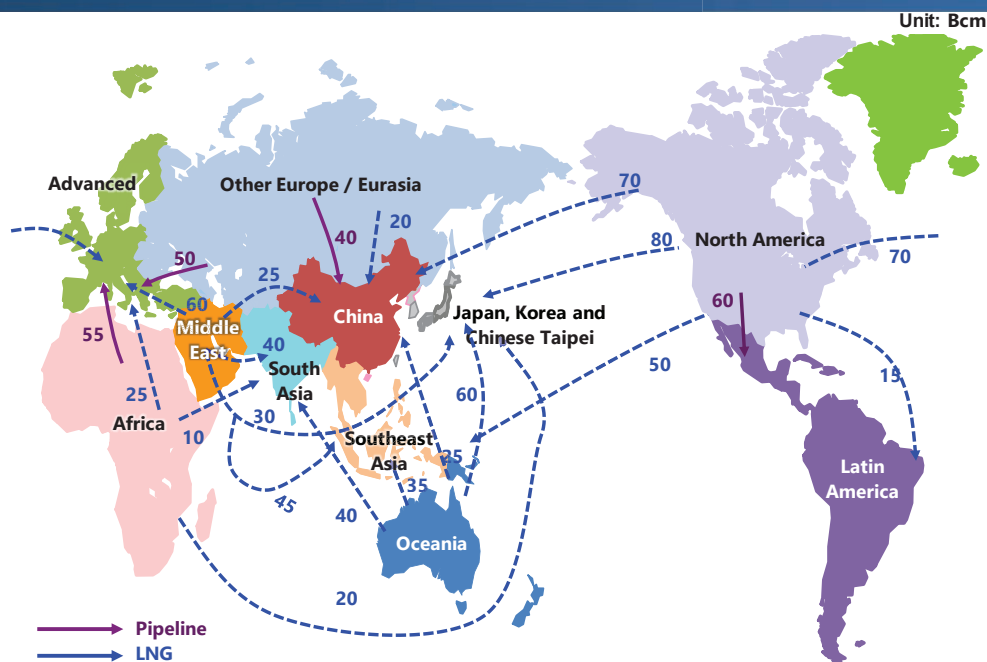 Unit: Bcm
Advanced
Other Europe / Eurasia
70
20
40
80
North America
70
50
25
60
60
Middle
East
China
Japan, Korea and
Chinese Taipei
55
40
South
Asia
50
15
25
60
Africa
30
10
Southeast
Asia
25
35
Latin
America
45
40
Oceania
20
Pipeline
LNG